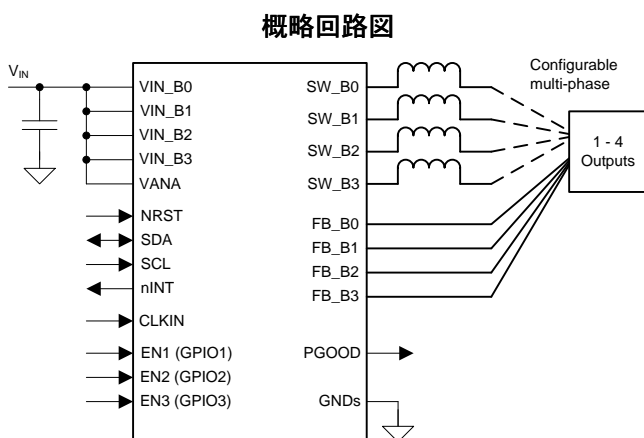 概略回路図
VIN
VIN_B0
VIN_B1
VIN_B2
VIN_B3
VANA
NRST
SDA
SCL
nINT
CLKIN
EN1 (GPIO1)
EN2 (GPIO2)
EN3 (GPIO3)
SW_B0
SW_B1
SW_B2
SW_B3
FB_B0
FB_B1
FB_B2
FB_B3
PGOOD
GNDs
Configurable
multi-phase
1 - 4
Outputs